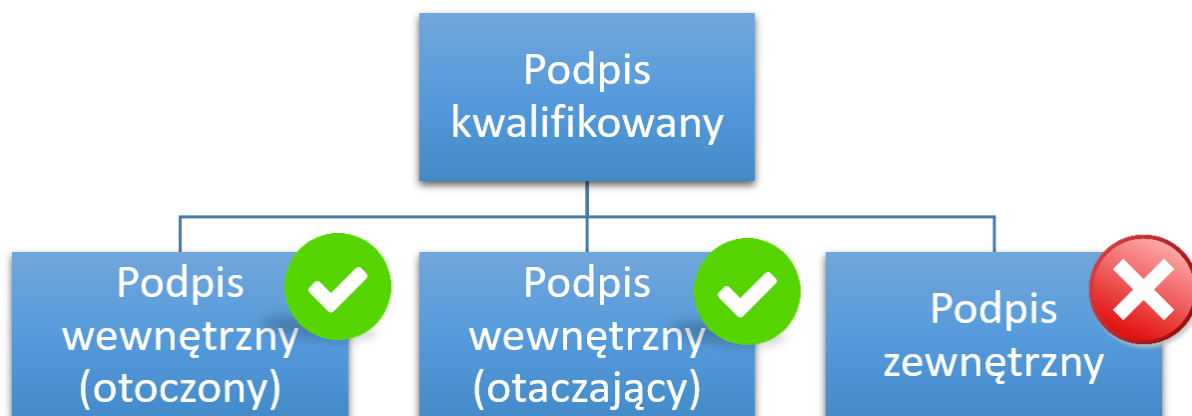 Podpis
kwalifikowany
Podpis
wewnętrzny
(otoczony)
Podpis
wewnętrzny
(otaczający)
Podpis
zewnętrzny